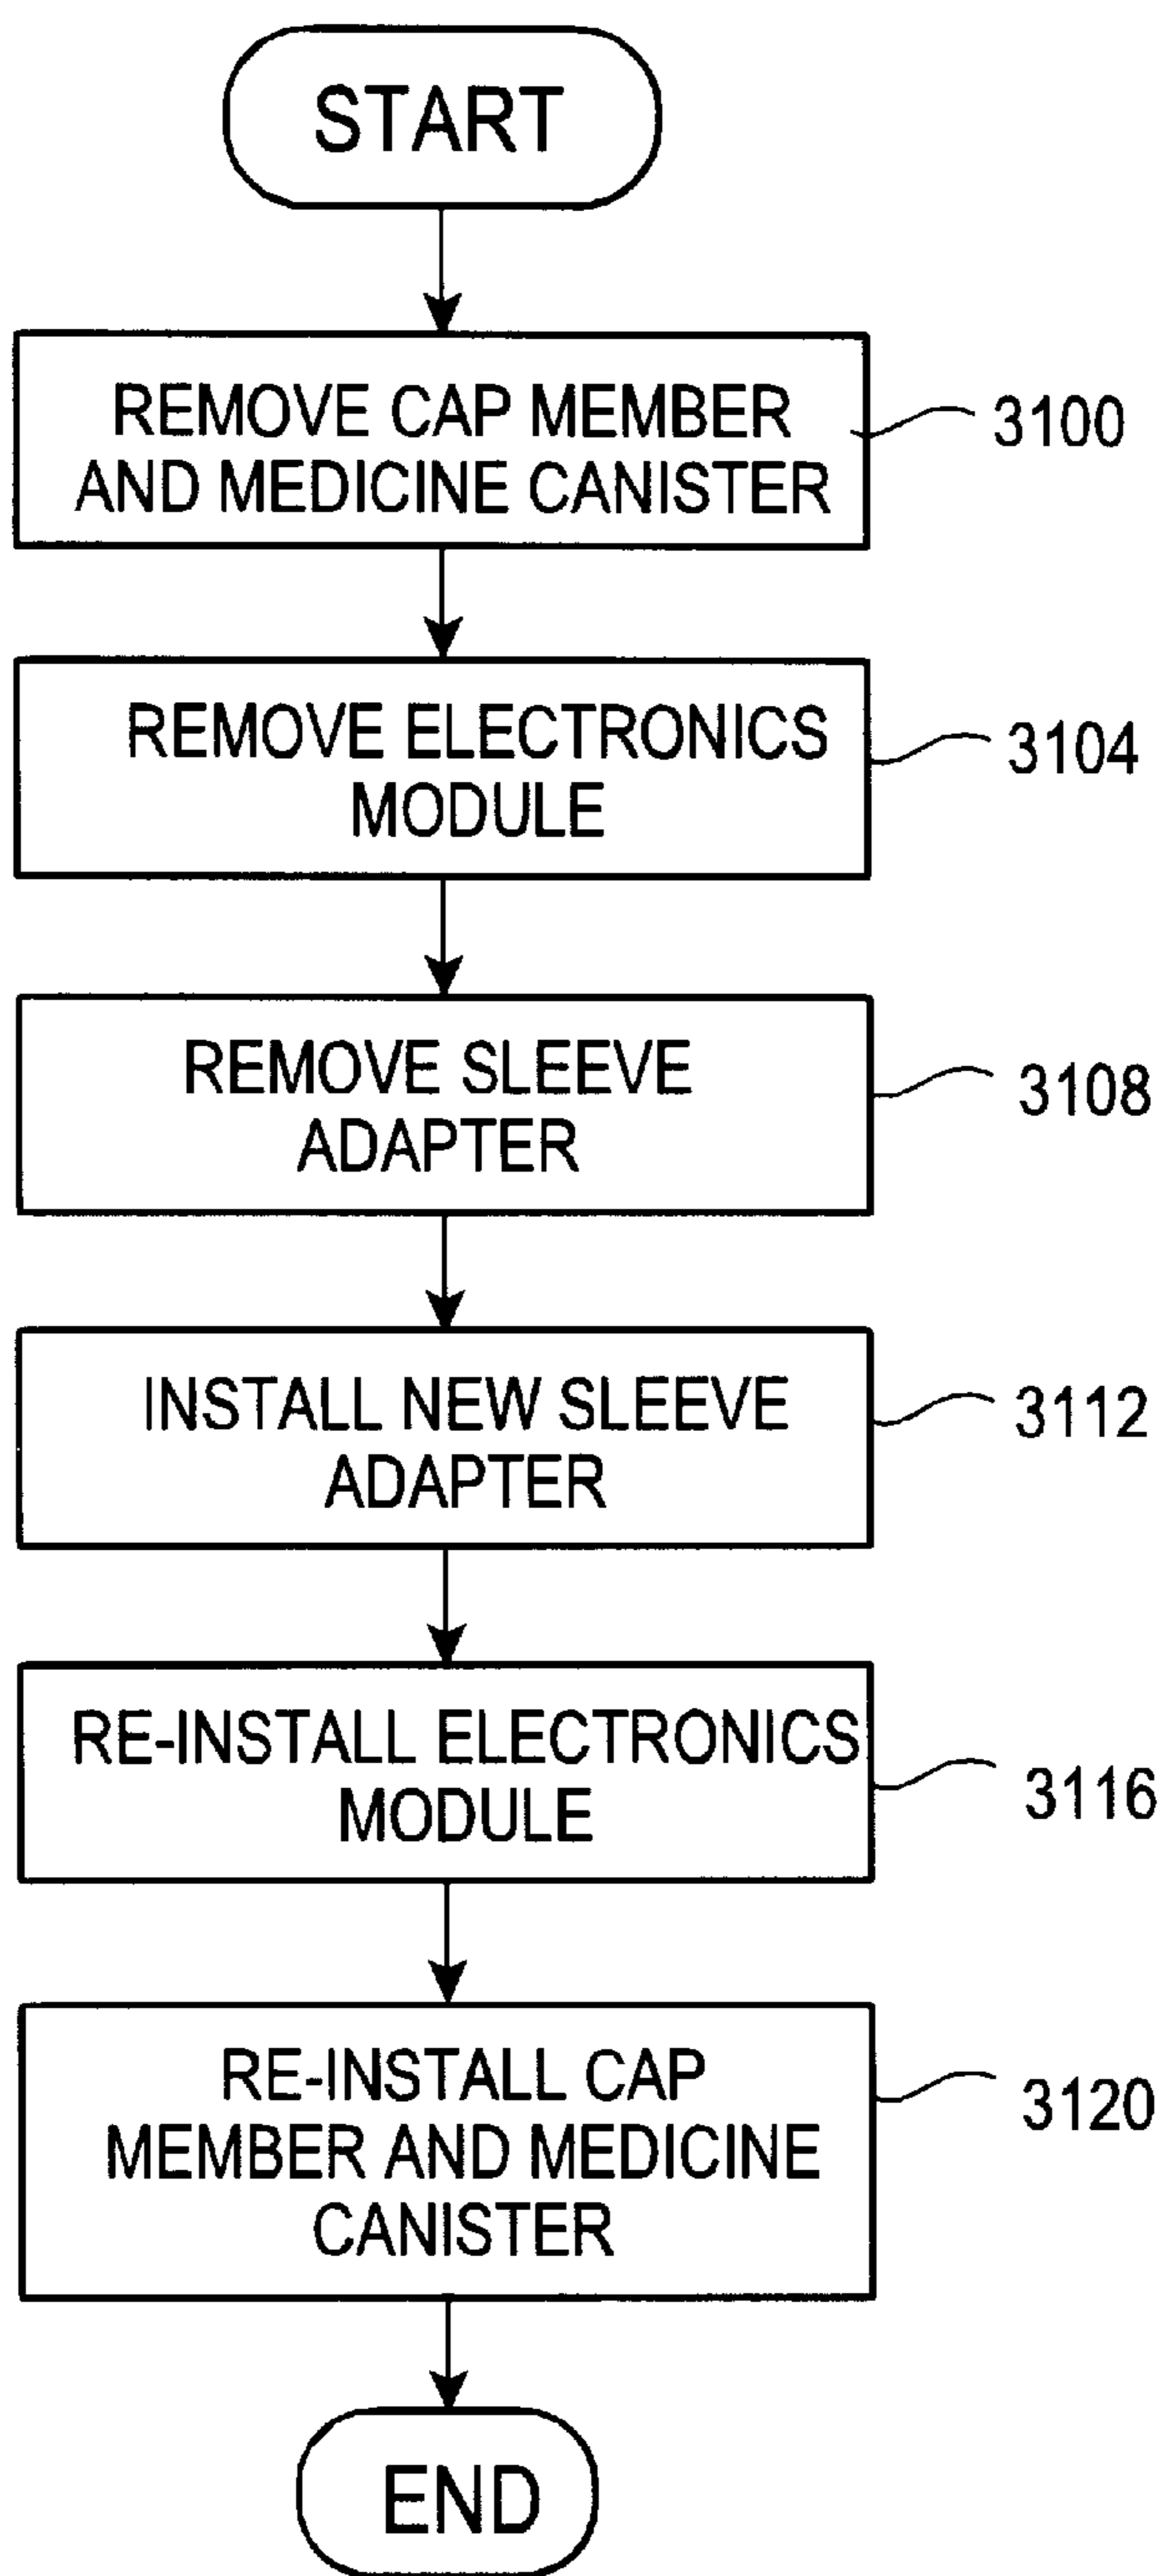 START
REMOVE CAP MEMBER
AND MEDICINE CANISTER
3100
REMOVE ELECTRONICS
MODULE
3104
REMOVE SLEEVE
ADAPTER
3108
INSTALL NEW SLEEVE
ADAPTER
3112
RE-INSTALL ELECTRONICS
MODULE
3116
RE-INSTALL CAP
MEMBER AND MEDICINE
CANISTER
3120
END